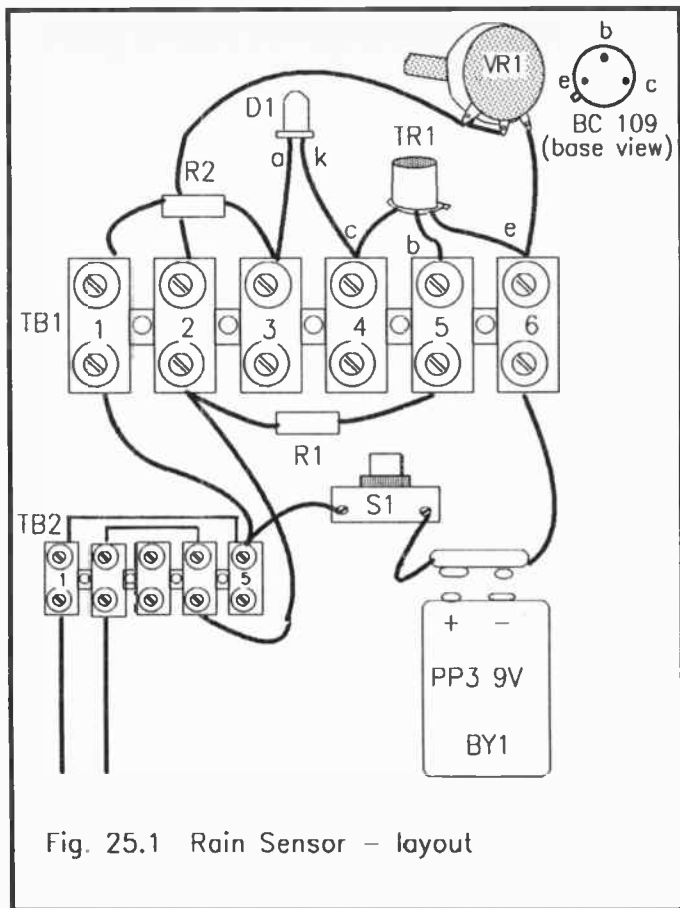 VR1
b
e
c
BC 109
(base view)
D1
a
k
TR1
R2
c
b
e
TB1
1
2
3
4
5
6
R1
S1
TB2
1
5
+ −
PP3 9V
BY1
Fig. 25.1 Rain Sensor – layout